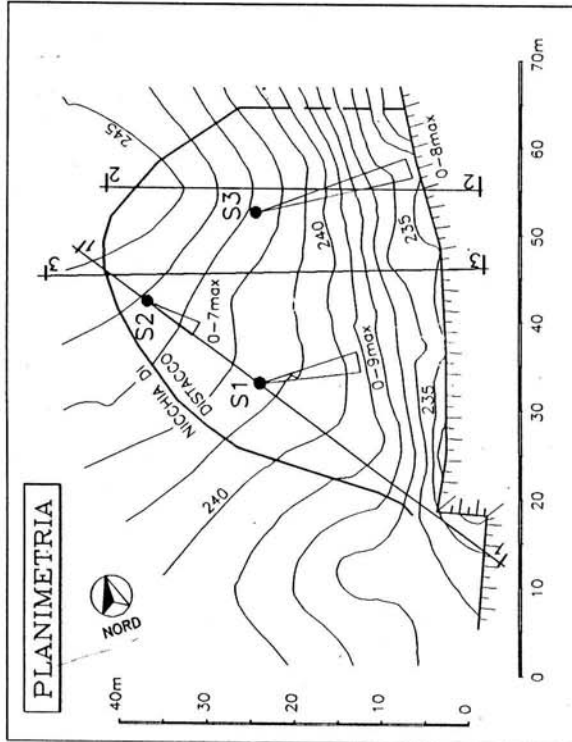 PLANIMETRIA
NORD
40m
30
20
10
0
0
10
20
30
40
50
60
70m
245
240
240
235
235
NICCHIA DI
DISTACCO
S1
S2
S3
0-7max
0-9max
0-8max
1
1
2
2
3
3